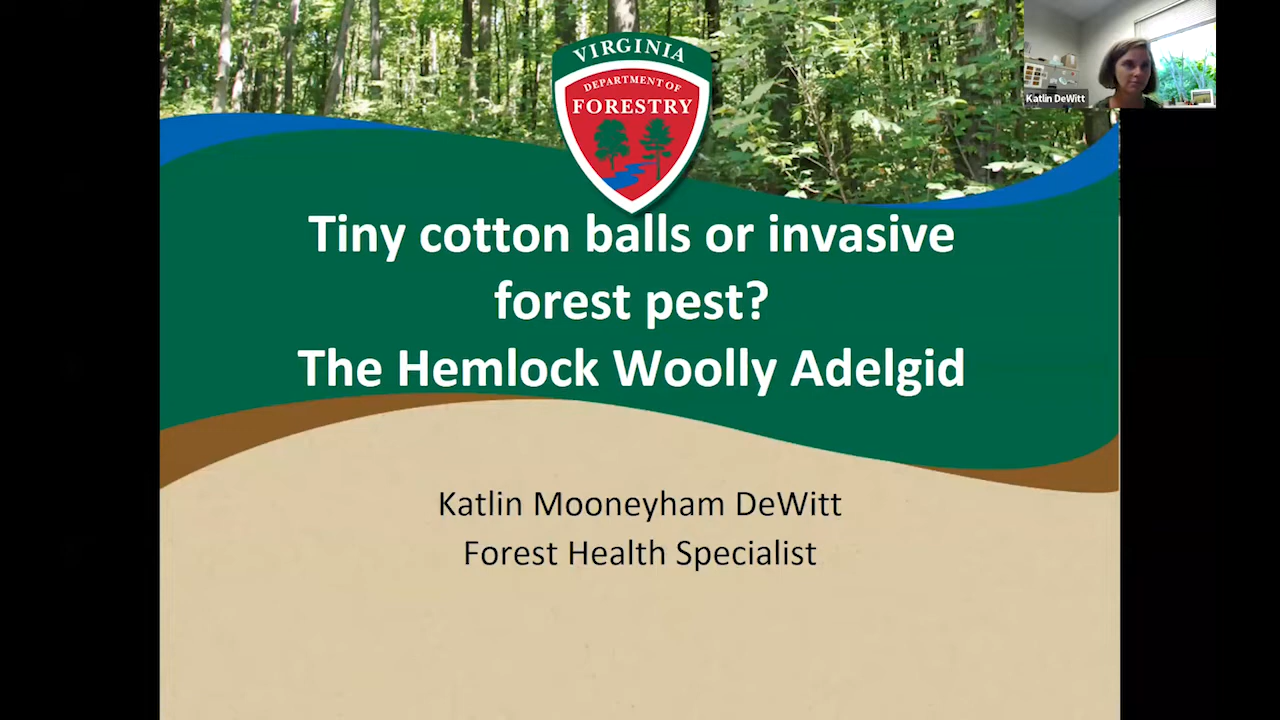 VIRGINIA
DEPARTMENT OF
FORESTRY
Katlin DeWitt
Tiny cotton balls or invasive
forest pest?
The Hemlock Woolly Adelgid
Katlin Mooneyham DeWitt
Forest Health Specialist